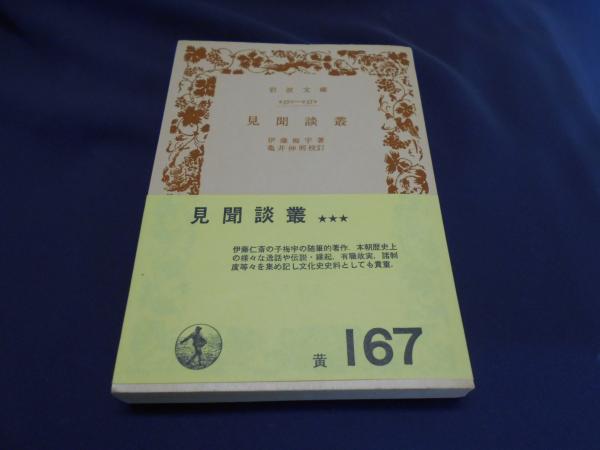 岩波文庫
見聞談叢
伊藤梅宇著
亀井伸明校訂
見聞談叢 ★★★
伊藤仁斎の子梅宇の随筆的著作．本朝歴史上
の様々な逸話や伝説・縁起，有職故実，諸制
度等々を集め記し文化史史料としても貴重．
黄 167